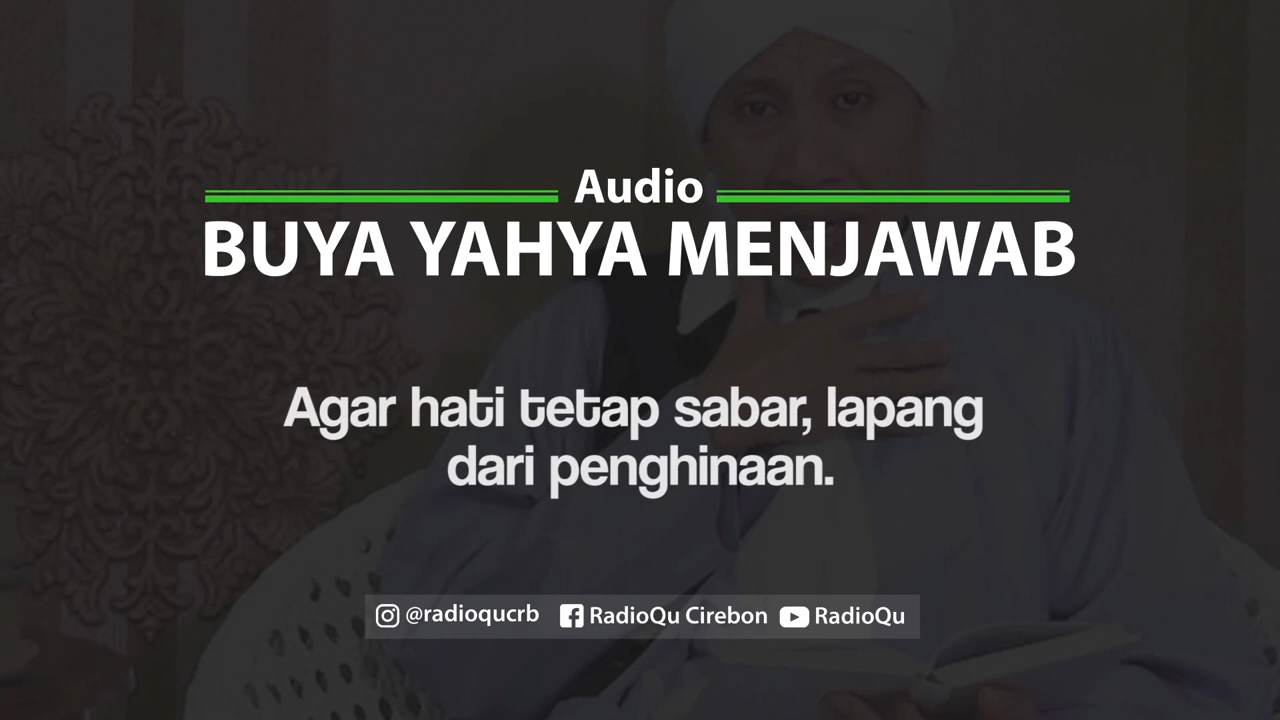 Audio
BUYA YAHYA MENJAWAB
Agar hati tetap sabar, lapang
dari penghinaan.
@radioqucrb RadioQu Cirebon RadioQu